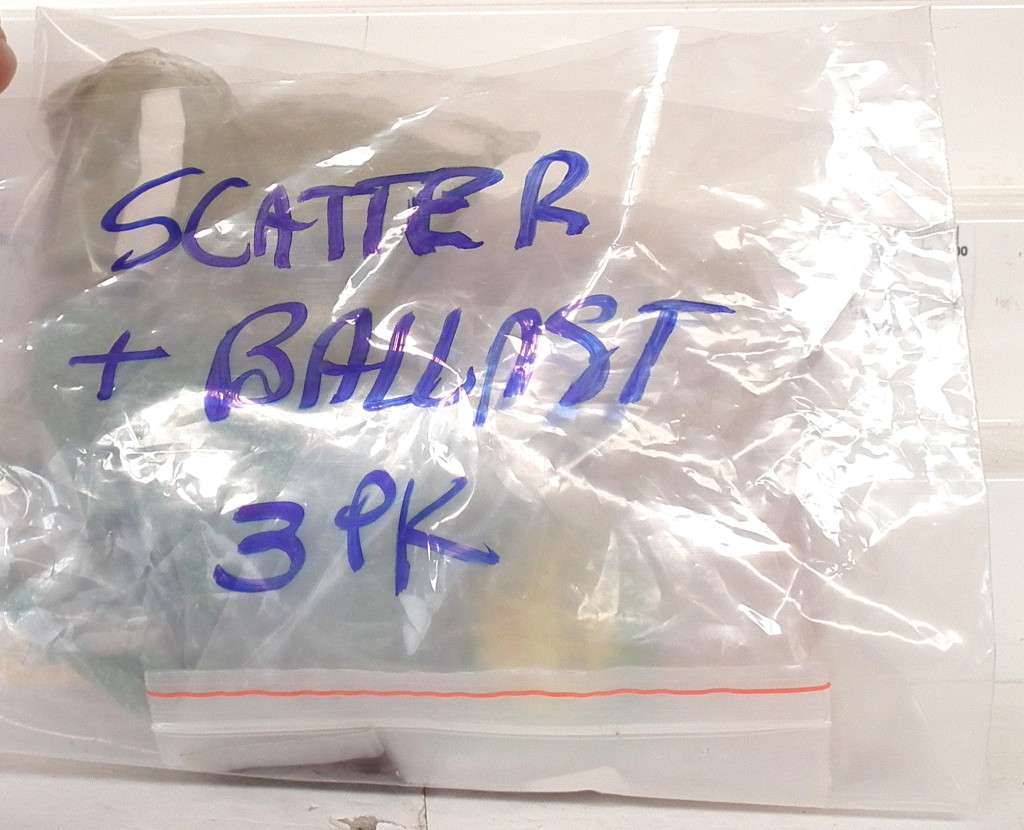 SCATTER
+ BALLAST
3 PK